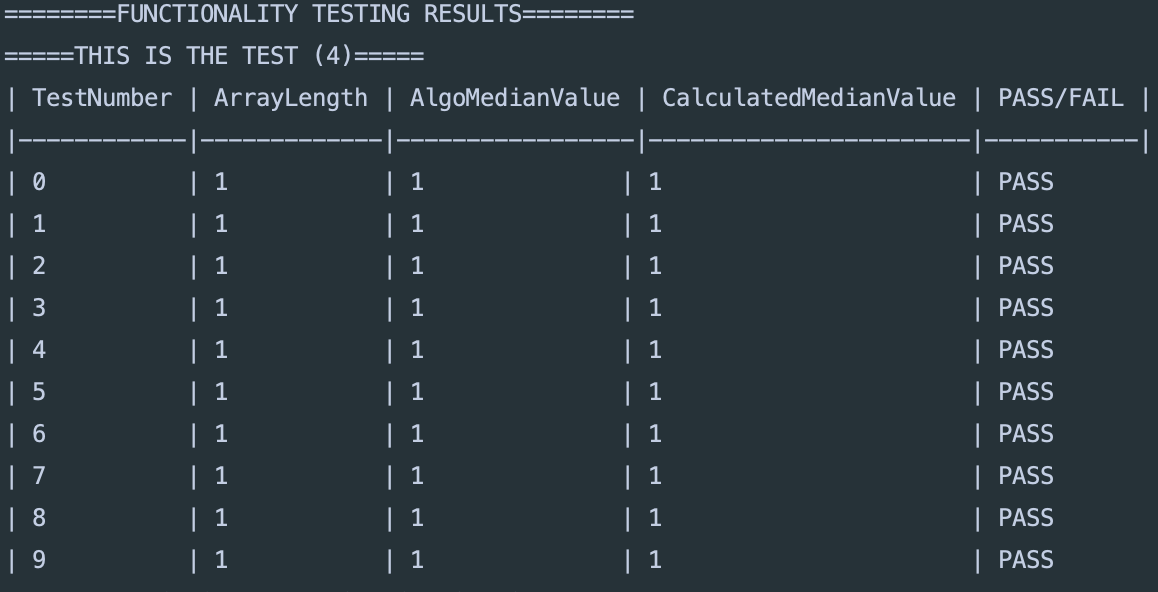 ========FUNCTIONALITY TESTING RESULTS========
=====THIS IS THE TEST (4)=====
| TestNumber | ArrayLength | AlgoMedianValue | CalculatedMedianValue | PASS/FAIL |
|------------|-------------|-----------------|-----------------------|-----------|
| 0          | 1           | 1              | 1                      | PASS
| 1          | 1           | 1              | 1                      | PASS
| 2          | 1           | 1              | 1                      | PASS
| 3          | 1           | 1              | 1                      | PASS
| 4          | 1           | 1              | 1                      | PASS
| 5          | 1           | 1              | 1                      | PASS
| 6          | 1           | 1              | 1                      | PASS
| 7          | 1           | 1              | 1                      | PASS
| 8          | 1           | 1              | 1                      | PASS
| 9          | 1           | 1              | 1                      | PASS